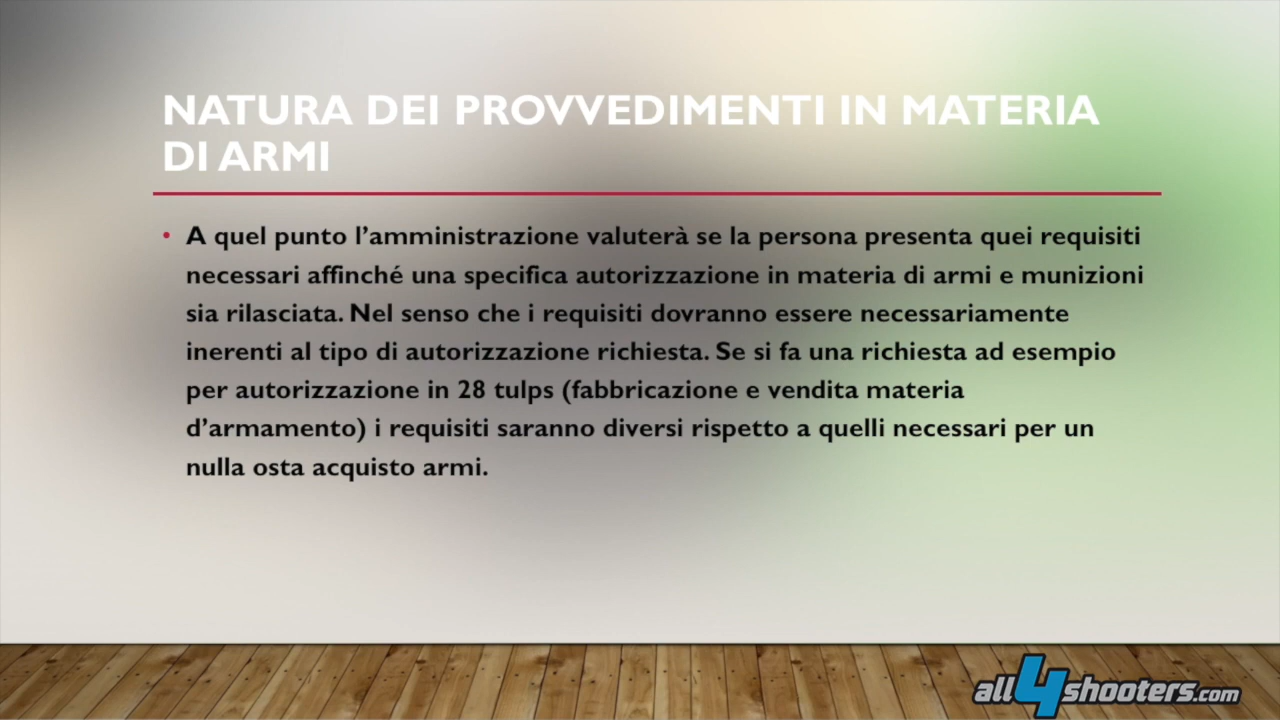 NATURA DEI PROVVEDIMENTI IN MATERIA
DI ARMI
• A quel punto l’amministrazione valuterà se la persona presenta quei requisiti
necessari affinché una specifica autorizzazione in materia di armi e munizioni
sia rilasciata. Nel senso che i requisiti dovranno essere necessariamente
inerenti al tipo di autorizzazione richiesta. Se si fa una richiesta ad esempio
per autorizzazione in 28 tulps (fabbricazione e vendita materia
d’armamento) i requisiti saranno diversi rispetto a quelli necessari per un
nulla osta acquisto armi.
all4shooters.com